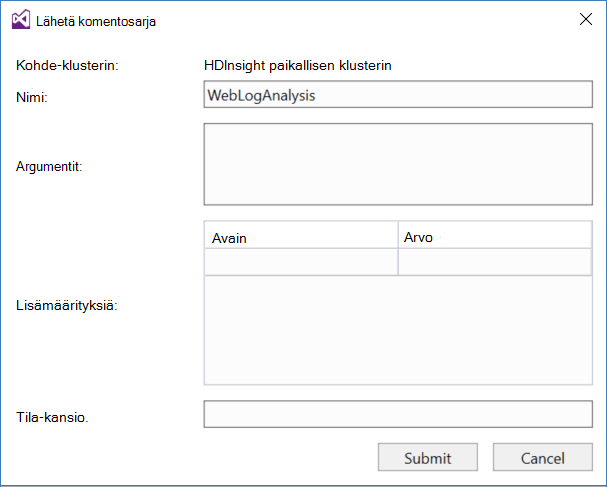 Lähetä komentosarja
Kohde-klusterin: HDInsight paikallisen klusterin
Nimi: WebLogAnalysis
Argumentit:
Avain Arvo
Lisämäärityksiä:
Tila-kansio.
Submit Cancel